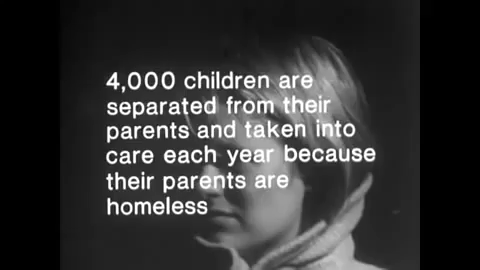 4,000 children are
separated from their
parents and taken into
care each year because
their parents are
homeless